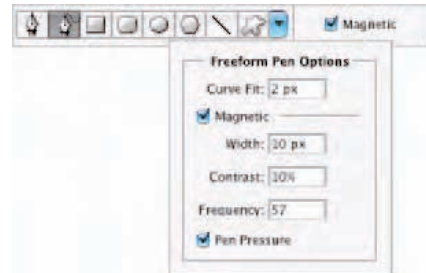 Magnetic
Freeform Pen Options
Curve Fit: 2 px
Magnetic
Width: 10 px
Contrast: 10%
Frequency: 57
Pen Pressure